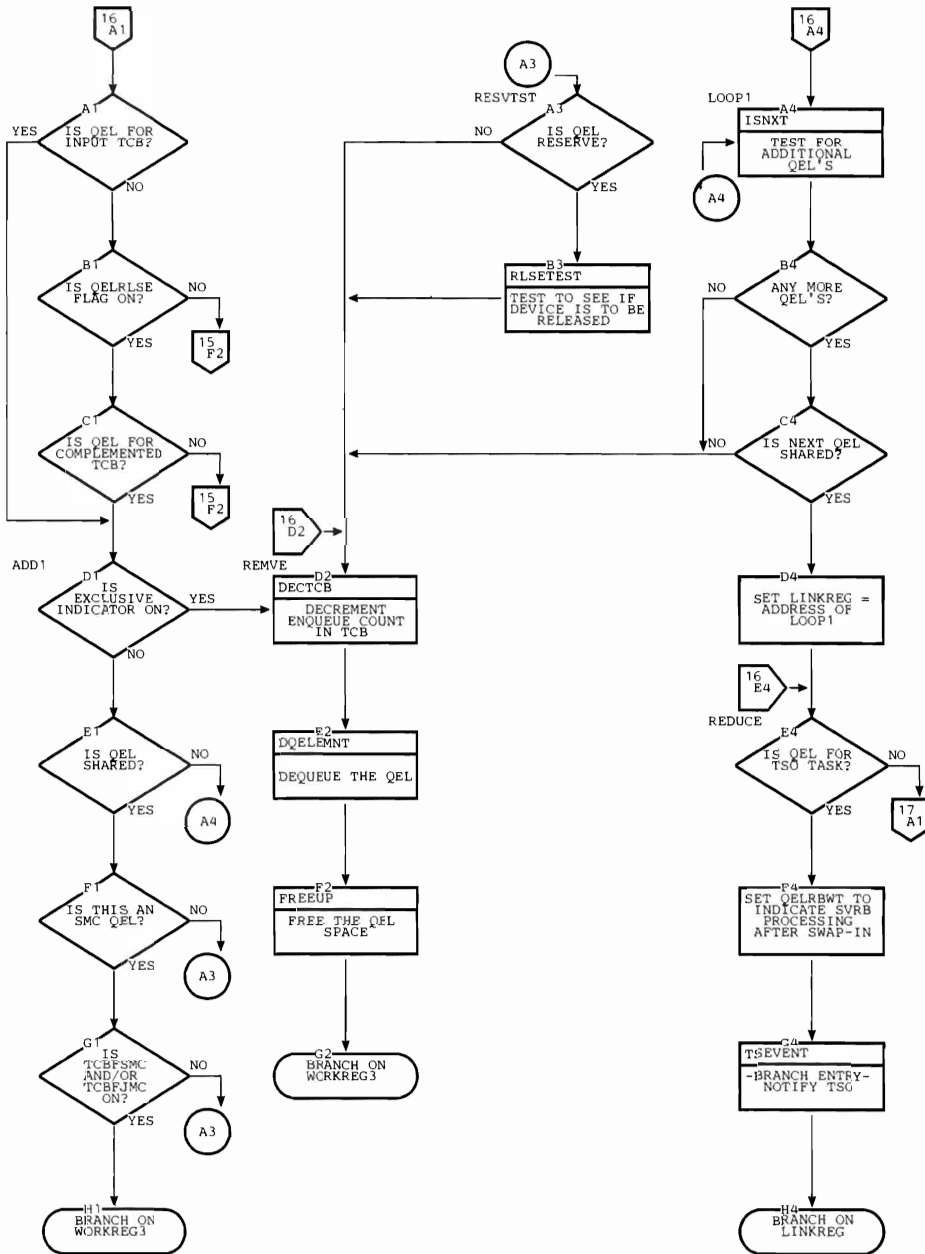 16
A1
A1
IS QEL FOR
INPUT TCB?
YES
NO
B1
IS QELRLSE
FLAG ON?
NO
15
F2
YES
C1
IS QEL FOR
COMPLEMENTED
TCB?
NO
15
F2
YES
ADD1
D1
IS
EXCLUSIVE
INDICATOR ON?
YES
NO
E1
IS QEL
SHARED?
NO
A4
YES
F1
IS THIS AN
SMC QEL?
NO
A3
YES
G1
IS
TCBFSMC
AND/OR
TCBFJMC
ON?
NO
A3
YES
H1
BRANCH ON
WORKREG3
16
D2
REMVE
D2
DECTCB
DECREMENT
ENQUEUE COUNT
IN TCB
E2
DQELEMNT
DEQUEUE THE QEL
F2
FREEUP
FREE THE QEL
SPACE
G2
BRANCH ON
WORKREG3
A3
RESVTST
A3
IS QEL
RESERVE?
NO
YES
B3
RLSETEST
TEST TO SEE IF
DEVICE IS TO BE
RELEASED
16
A4
LOOP1
A4
ISNXT
TEST FOR
ADDITIONAL
QEL'S
A4
B4
ANY MORE
QEL'S?
NO
YES
C4
IS NEXT QEL
SHARED?
NO
YES
D4
SET LINKREG =
ADDRESS OF
LOOP1
16
E4
REDUCE
E4
IS QEL FOR
TSO TASK?
NO
17
A1
YES
F4
SET QELRBWT TO
INDICATE SVRB
PROCESSING
AFTER SWAP-IN
G4
TSEVENT
-BRANCH ENTRY-
NOTIFY TSO
H4
BRANCH ON
LINKREG